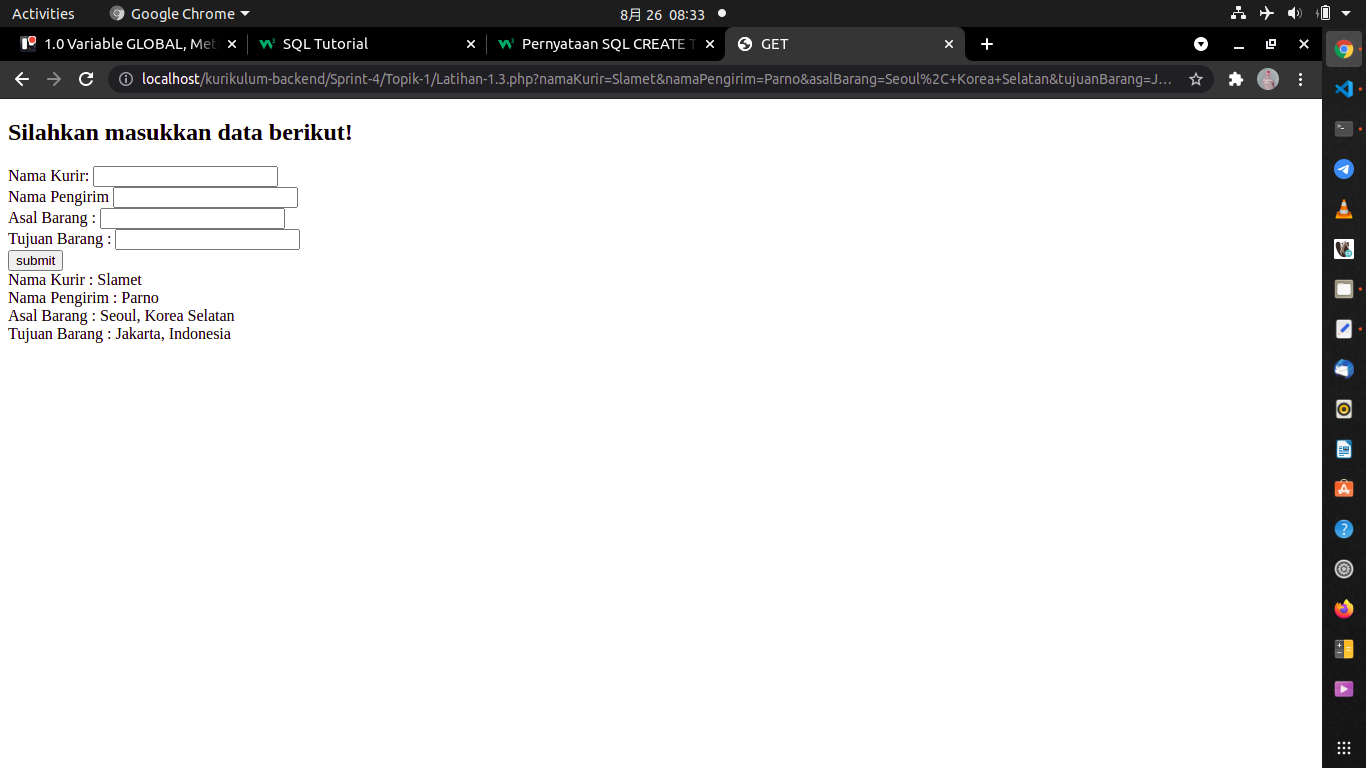 Activities
Google Chrome
8月 26 08:33
1.0 Variable GLOBAL, Met
SQL Tutorial
Pernyataan SQL CREATE T
GET
localhost/kurikulum-backend/Sprint-4/Topik-1/Latihan-1.3.php?namaKurir=Slamet&namaPengirim=Parno&asalBarang=Seoul%2C+Korea+Selatan&tujuanBarang=J...
Silahkan masukkan data berikut!
Nama Kurir:
Nama Pengirim
Asal Barang :
Tujuan Barang :
submit
Nama Kurir : Slamet
Nama Pengirim : Parno
Asal Barang : Seoul, Korea Selatan
Tujuan Barang : Jakarta, Indonesia